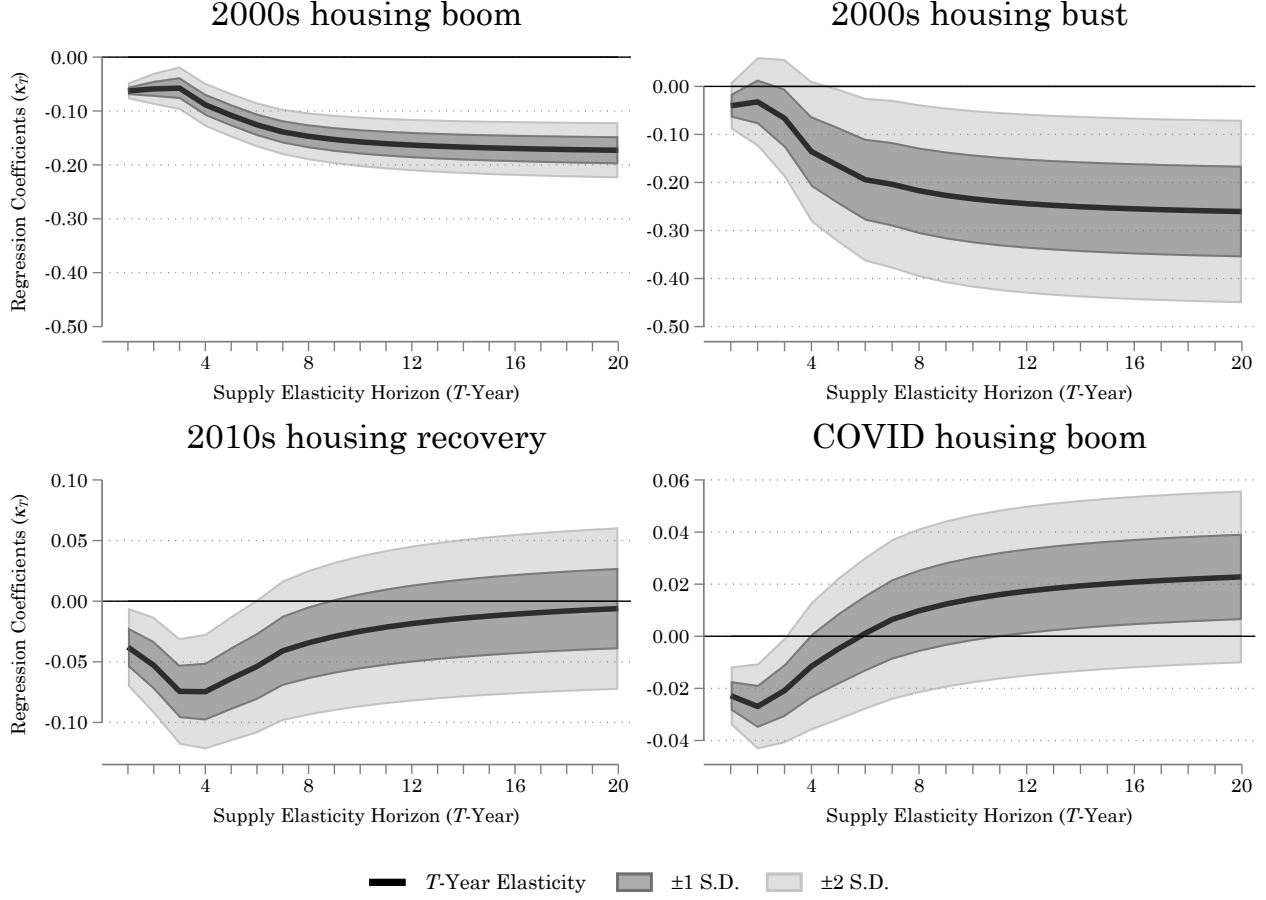 2000s housing boom
Regression Coefficients (κT)
0.00
-0.10
-0.20
-0.30
-0.40
-0.50
4 8 12 16 20
Supply Elasticity Horizon (T-Year)
2000s housing bust
0.00
-0.10
-0.20
-0.30
-0.40
-0.50
4 8 12 16 20
Supply Elasticity Horizon (T-Year)
2010s housing recovery
Regression Coefficients (κT)
0.10
0.05
0.00
-0.05
-0.10
4 8 12 16 20
Supply Elasticity Horizon (T-Year)
COVID housing boom
0.06
0.04
0.02
0.00
-0.02
-0.04
4 8 12 16 20
Supply Elasticity Horizon (T-Year)
T-Year Elasticity ±1 S.D. ±2 S.D.